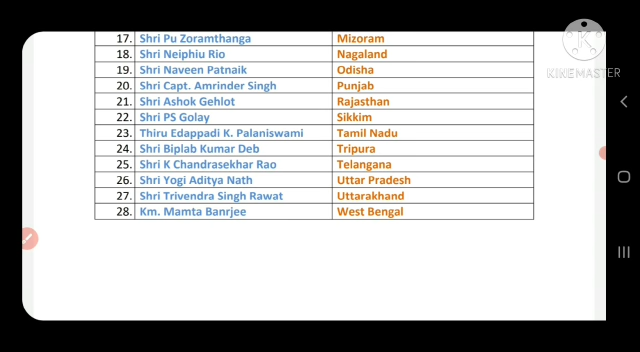 17. Shri Pu Zoramthanga Mizoram
18. Shri Neiphiu Rio Nagaland
19. Shri Naveen Patnaik Odisha
20. Shri Capt. Amrinder Singh Punjab
21. Shri Ashok Gehlot Rajasthan
22. Shri PS Golay Sikkim
23. Thiru Edappadi K. Palaniswami Tamil Nadu
24. Shri Biplab Kumar Deb Tripura
25. Shri K Chandrasekhar Rao Telangana
26. Shri Yogi Aditya Nath Uttar Pradesh
27. Shri Trivendra Singh Rawat Uttarakhand
28. Km. Mamta Banrjee West Bengal
K
KINEMASTER